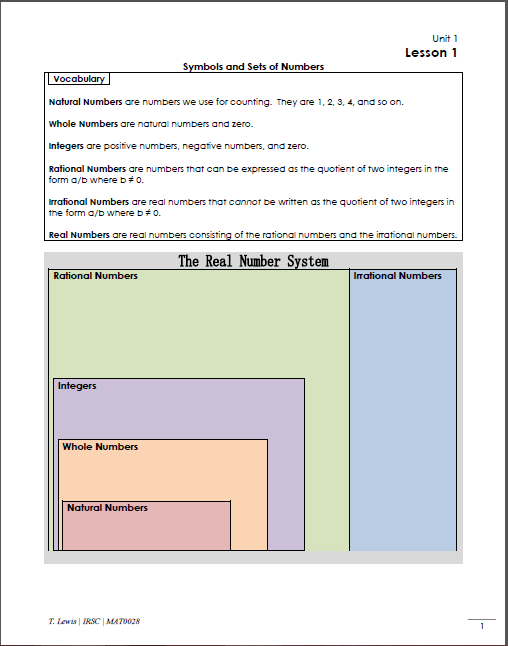 Unit 1
Lesson 1
Symbols and Sets of Numbers
Vocabulary
Natural Numbers are numbers we use for counting. They are 1, 2, 3, 4, and so on.
Whole Numbers are natural numbers and zero.
Integers are positive numbers, negative numbers, and zero.
Rational Numbers are numbers that can be expressed as the quotient of two integers in the
form a/b where b ≠ 0.
Irrational Numbers are real numbers that cannot be written as the quotient of two integers in
the form a/b where b ≠ 0.
Real Numbers are real numbers consisting of the rational numbers and the irrational numbers.
The Real Number System
Rational Numbers
Irrational Numbers
Integers
Whole Numbers
Natural Numbers
T. Lewis | IRSC | MAT0028
1